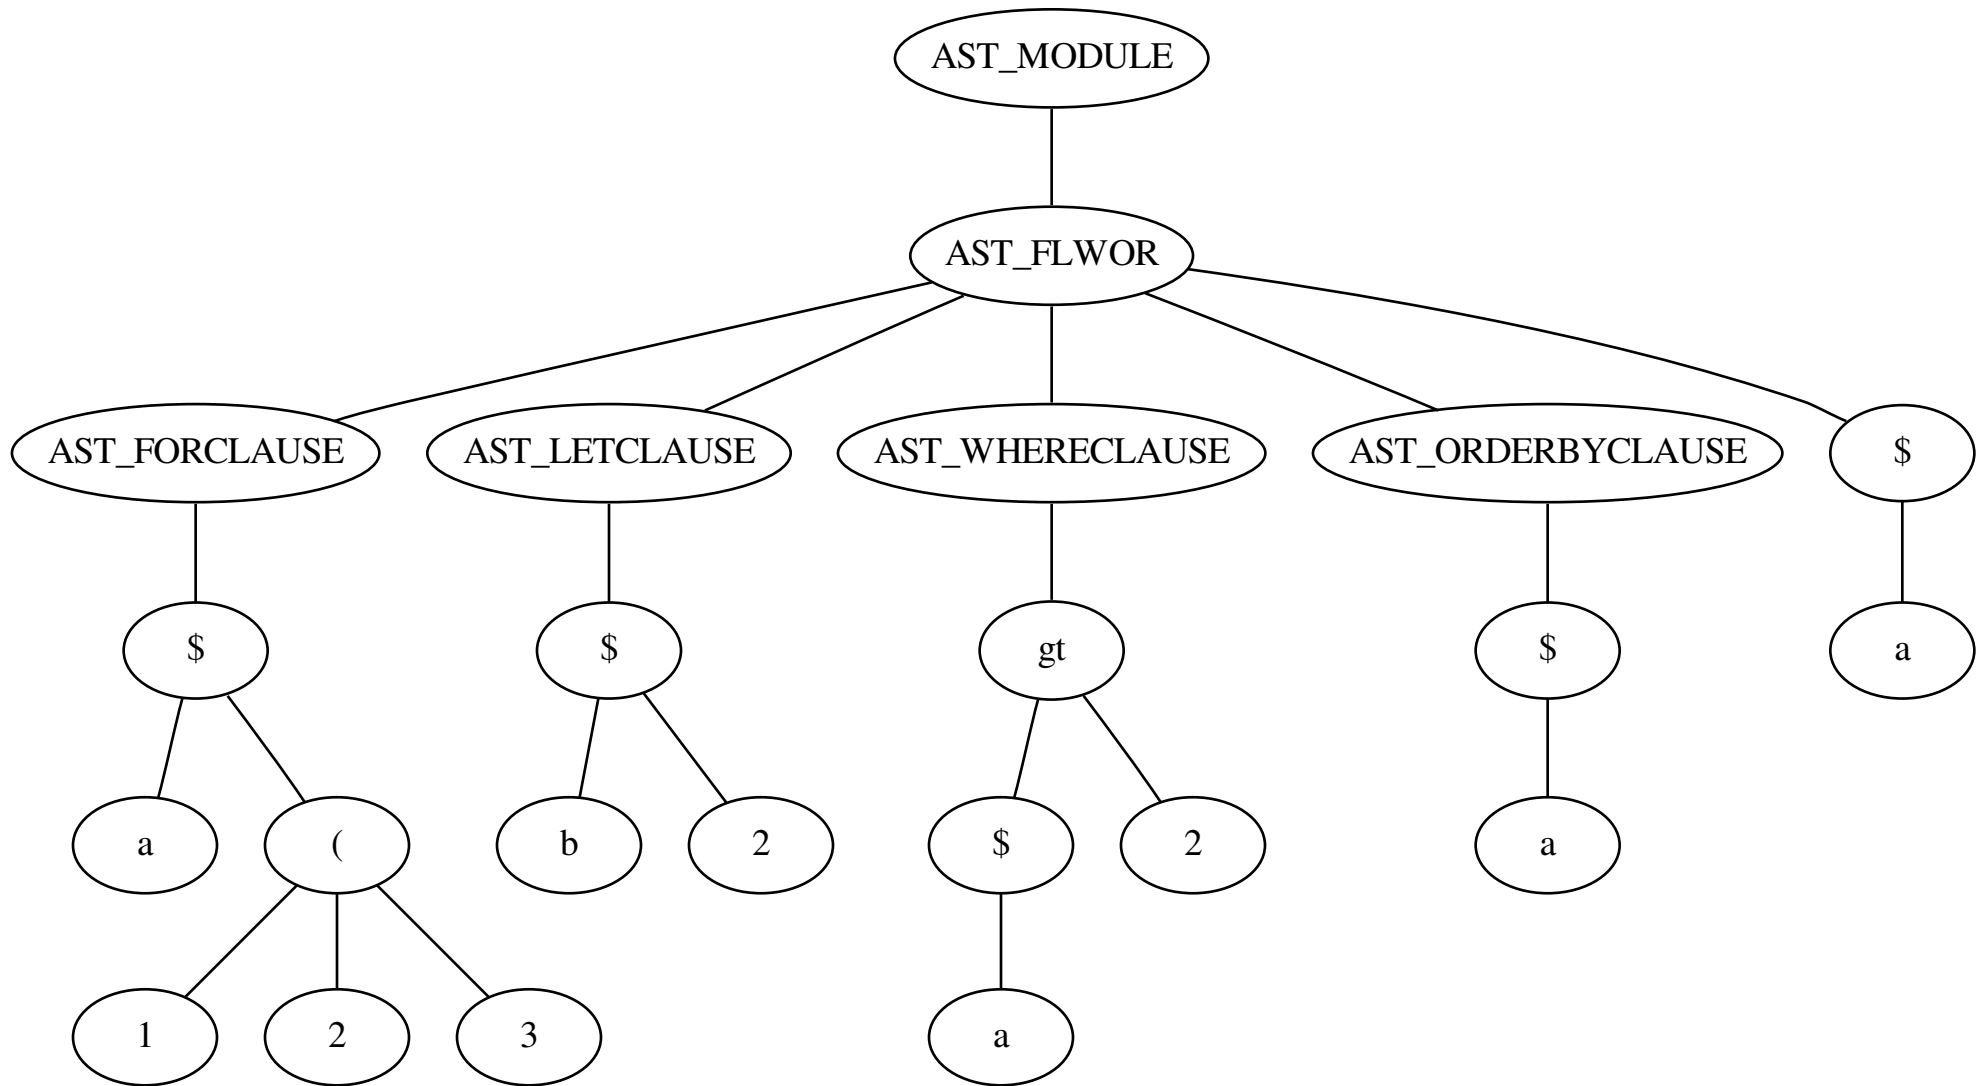 AST_MODULE
AST_FLWOR
AST_FORCLAUSE
AST_LETCLAUSE
AST_WHERECLAUSE
AST_ORDERBYCLAUSE
$
$
$
gt
$
a
a
(
b
2
$
2
a
1
2
3
a